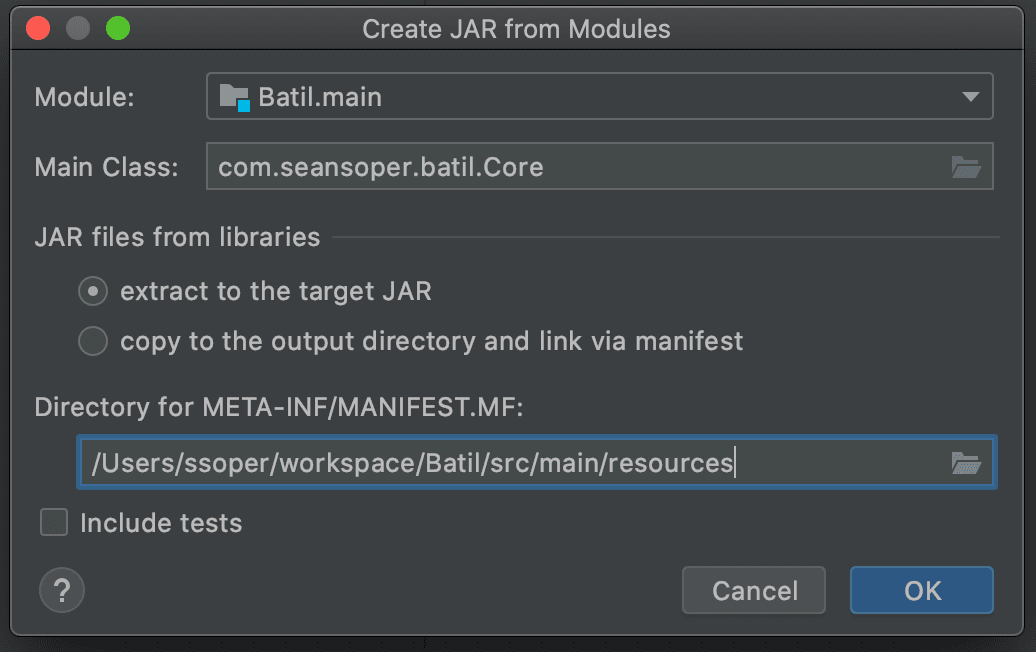 Create JAR from Modules
Module: Batil.main
Main Class: com.seansoper.batil.Core
JAR files from libraries
extract to the target JAR
copy to the output directory and link via manifest
Directory for META-INF/MANIFEST.MF:
/Users/ssoper/workspace/Batil/src/main/resources
Include tests
? Cancel OK